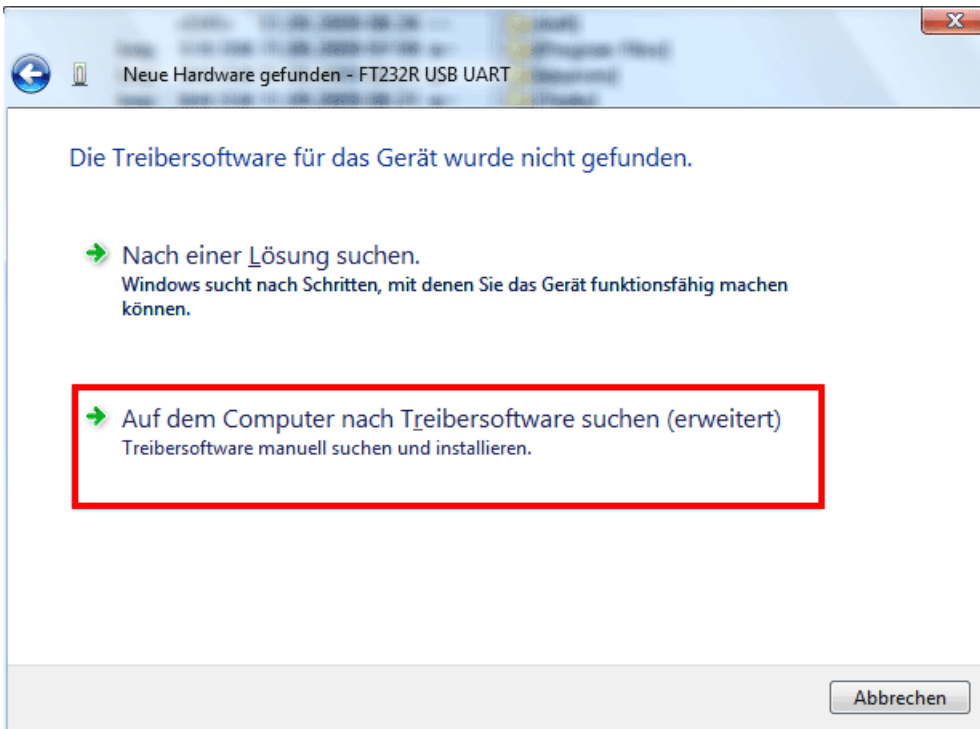 Neue Hardware gefunden - FT232R USB UART
Die Treibersoftware für das Gerät wurde nicht gefunden.
Nach einer Lösung suchen.
Windows sucht nach Schritten, mit denen Sie das Gerät funktionsfähig machen
können.
Auf dem Computer nach Treibersoftware suchen (erweitert)
Treibersoftware manuell suchen und installieren.
Abbrechen